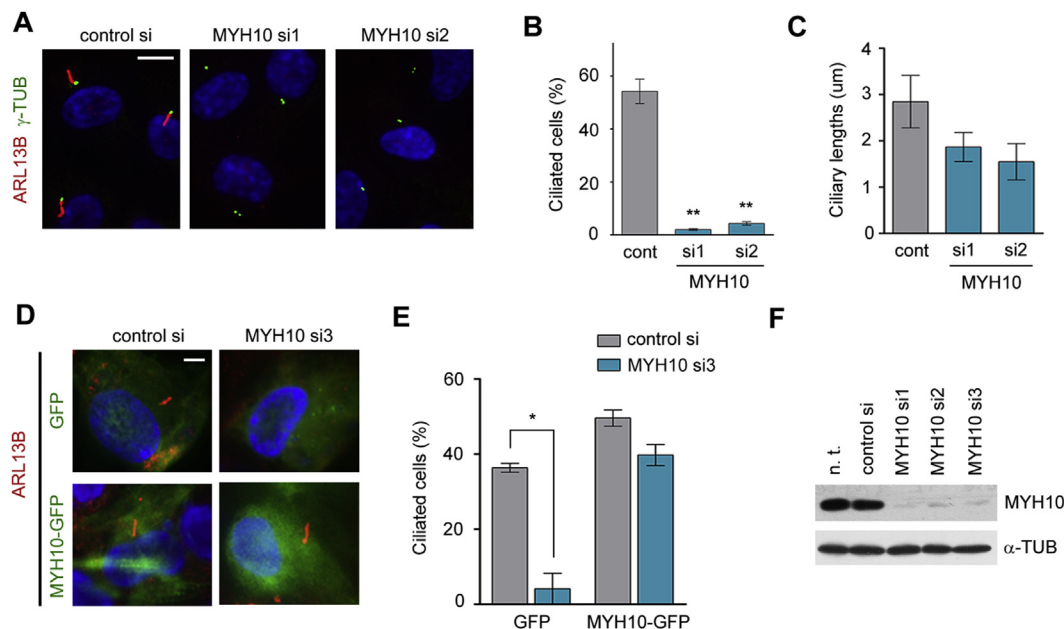 A
control si MYH10 si1 MYH10 si2
ARL13B γ-TUB
B
Ciliated cells (%)
60
40
20
0
** **
cont si1 si2
MYH10
C
Ciliary lengths (um)
4
3
2
1
0
cont si1 si2
MYH10
D
control si MYH10 si3
ARL13B
GFP
MYH10-GFP
E
control si
MYH10 si3
Ciliated cells (%)
60
40
20
0
*
GFP MYH10-GFP
F
n. t.
control si
MYH10 si1
MYH10 si2
MYH10 si3
MYH10
α-TUB